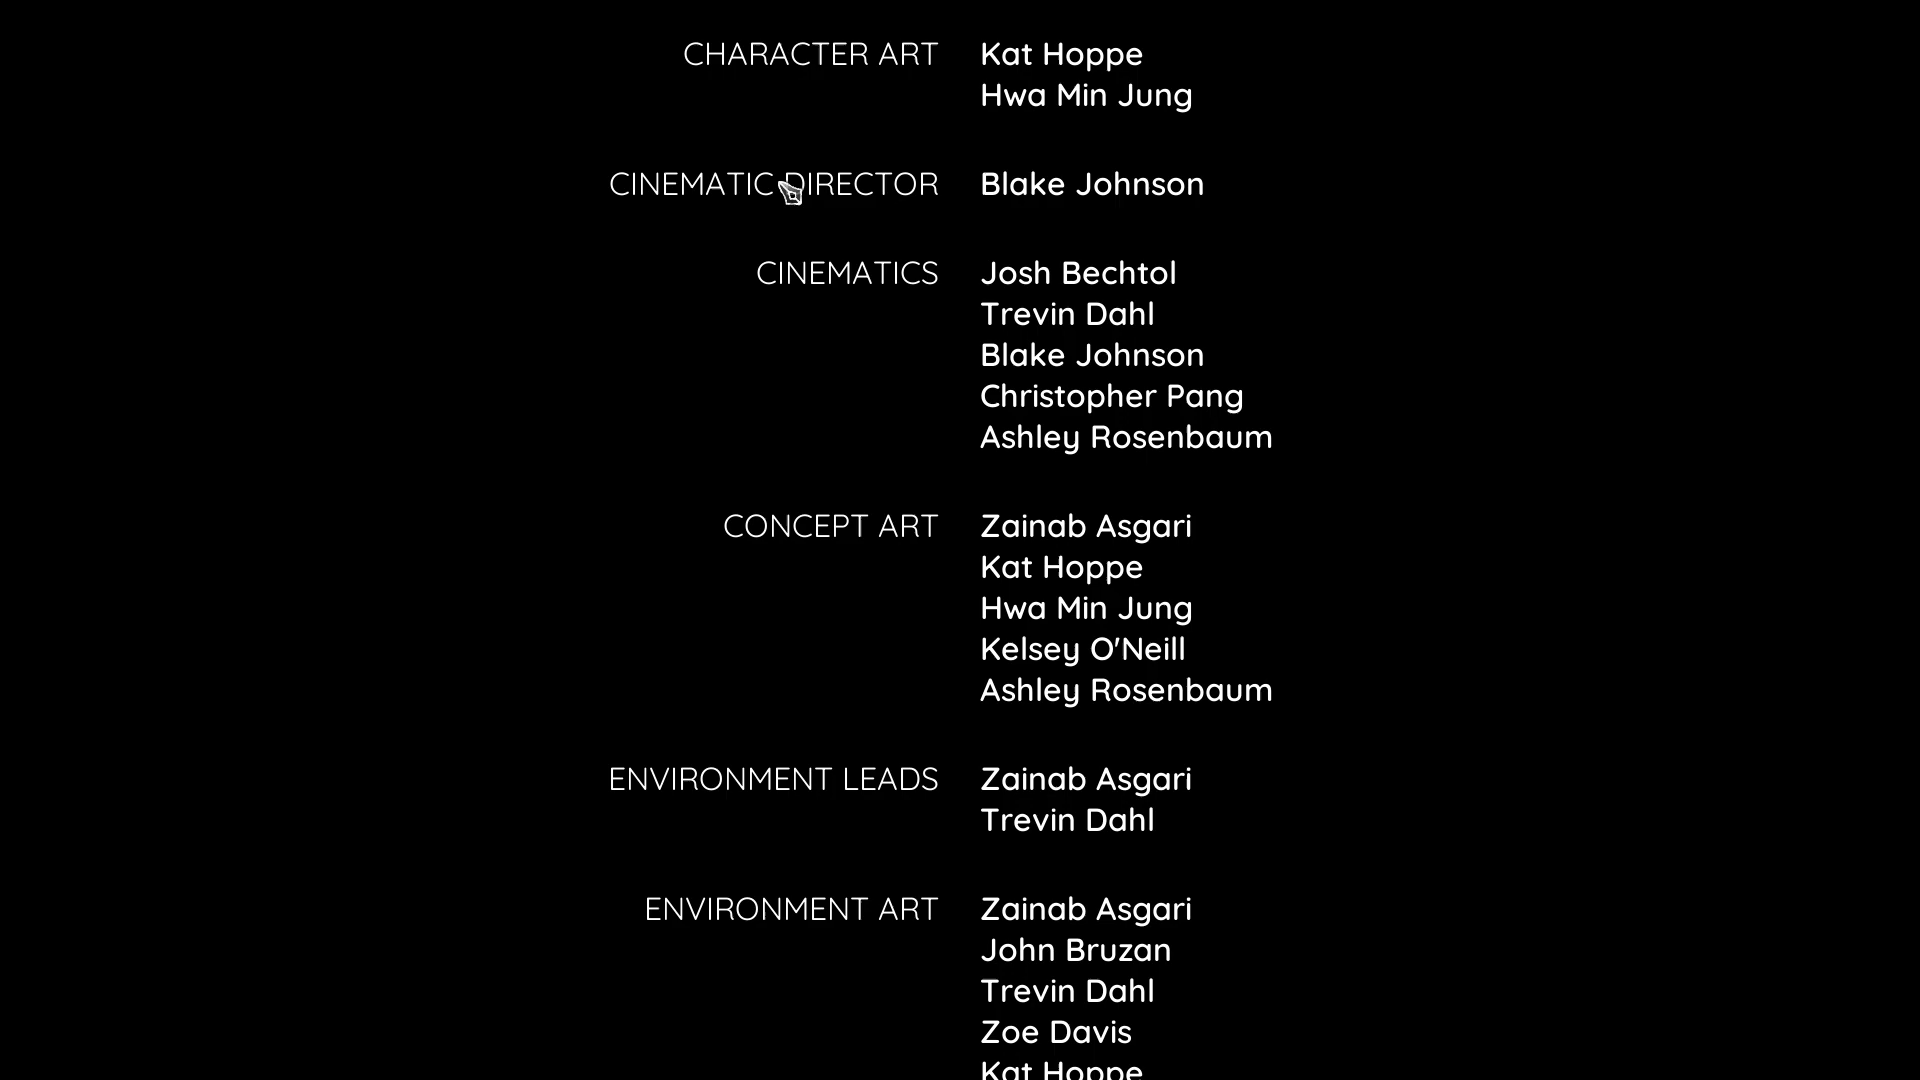 CHARACTER ART Kat Hoppe
Hwa Min Jung
CINEMATIC DIRECTOR Blake Johnson
CINEMATICS Josh Bechtol
Trevin Dahl
Blake Johnson
Christopher Pang
Ashley Rosenbaum
CONCEPT ART Zainab Asgari
Kat Hoppe
Hwa Min Jung
Kelsey O'Neill
Ashley Rosenbaum
ENVIRONMENT LEADS Zainab Asgari
Trevin Dahl
ENVIRONMENT ART Zainab Asgari
John Bruzan
Trevin Dahl
Zoe Davis
Kat Hoppe